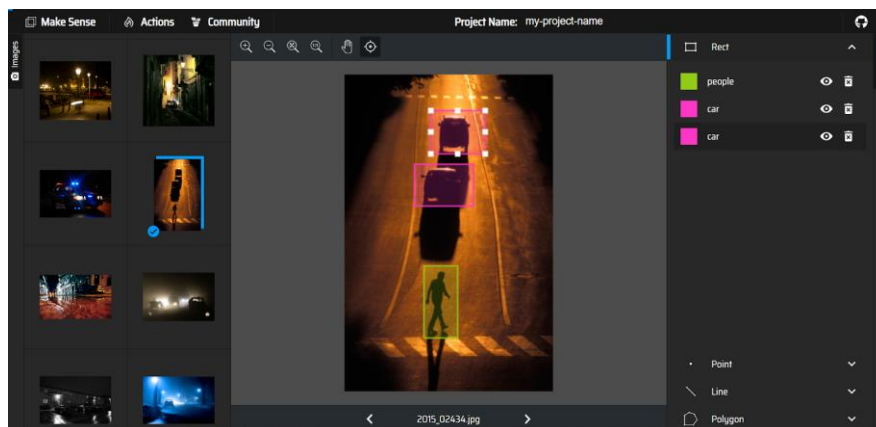 Make Sense Actions Community Project Name: my-project-name
Images
Rect
people
car
car
Point
Line
Polygon
2015_02434.jpg